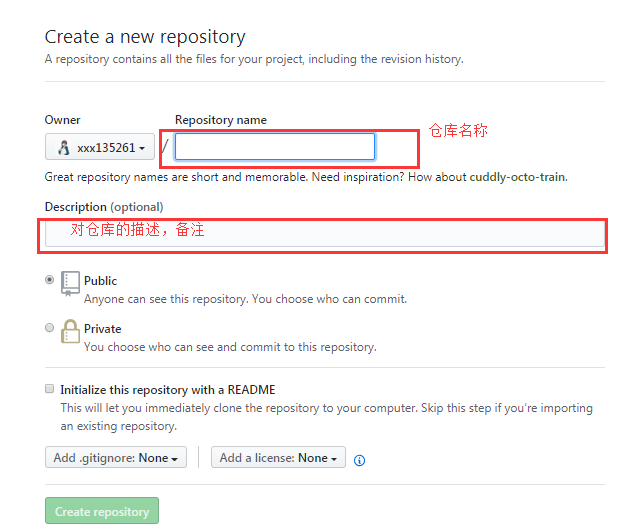 Create a new repository
A repository contains all the files for your project, including the revision history.
Owner
Repository name
xxx135261
/
仓库名称
Great repository names are short and memorable. Need inspiration? How about cuddly-octo-train.
Description (optional)
对仓库的描述，备注
Public
Anyone can see this repository. You choose who can commit.
Private
You choose who can see and commit to this repository.
Initialize this repository with a README
This will let you immediately clone the repository to your computer. Skip this step if you're importing
an existing repository.
Add .gitignore: None
Add a license: None
Create repository